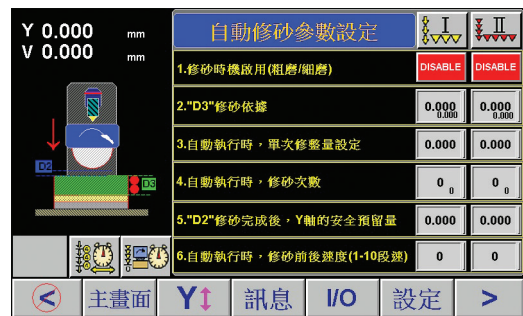 Y 0.000 mm
V 0.000 mm
D2
D3
自動修砂參數設定
I
II
1.修砂時機啟用(粗磨/細磨)
DISABLE
DISABLE
2."D3"修砂依據
0.000
0.000
0.000
0.000
3.自動執行時，單次修整量設定
0.000
0.000
4.自動執行時，修砂次數
0
0
0
0
5."D2"修砂完成後，Y軸的安全預留量
0.000
0.000
6.自動執行時，修砂前後速度(1-10段速)
0
0
<
主畫面
Y
訊息
I/O
設定
>